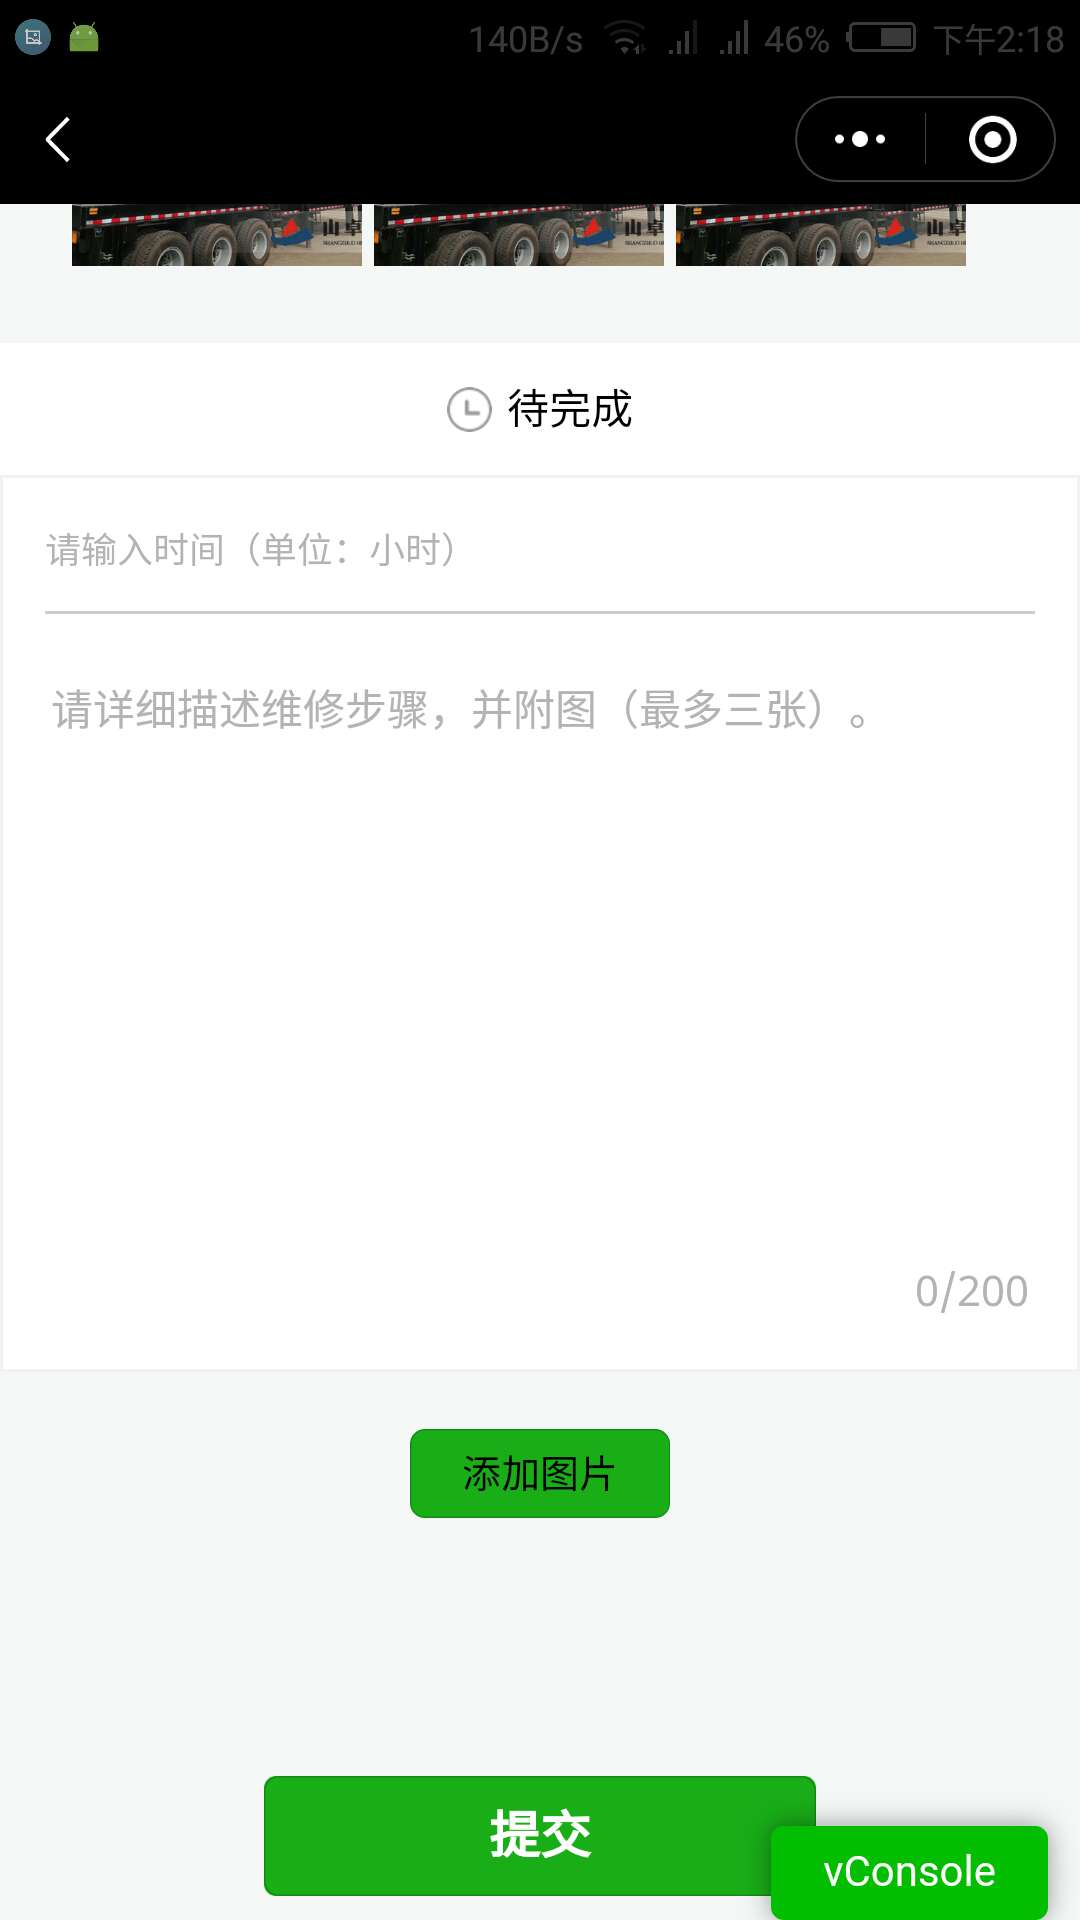 140B/s 46% 下午2:18
待完成
请输入时间（单位：小时）
请详细描述维修步骤，并附图（最多三张）。
0/200
添加图片
提交
vConsole